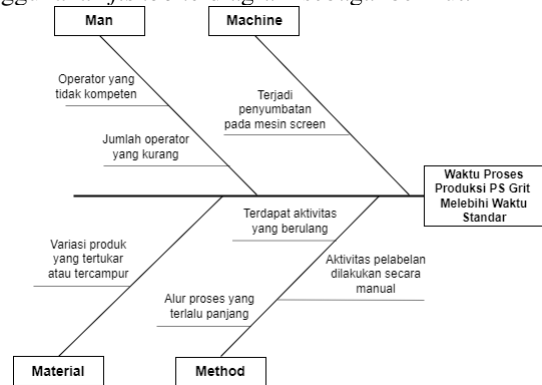 Man
Machine
Operator yang
tidak kompeten
Terjadi
penyumbatan
pada mesin screen
Jumlah operator
yang kurang
Waktu Proses
Produksi PS Grit
Melebihi Waktu
Standar
Terdapat aktivitas
yang berulang
Variasi produk
yang tertukar
atau tercampur
Aktivitas pelabelan
dilakukan secara
manual
Alur proses yang
terlalu panjang
Material
Method